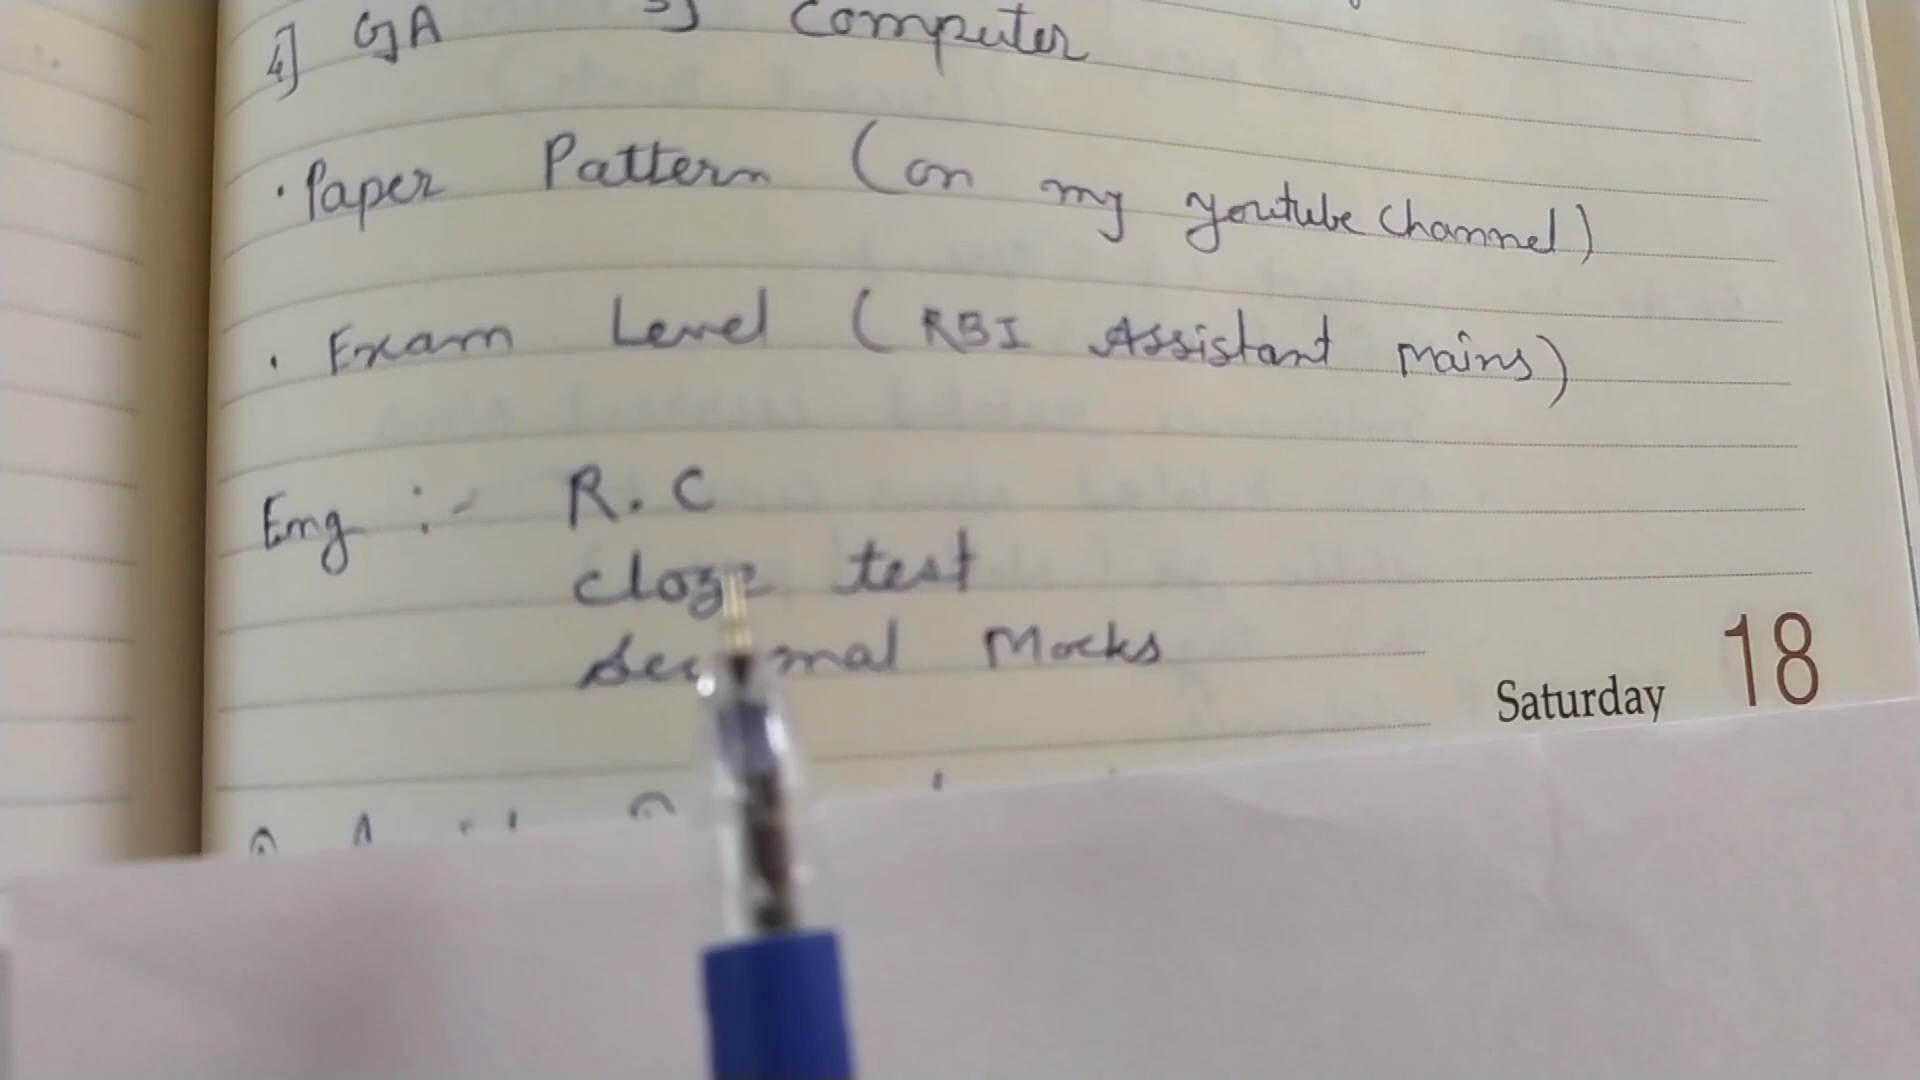 4] GA 5] Computer
• Paper Pattern (on my youtube Channel)
• Exam Level (RBI Assistant mains)
Eng :- R.C
cloze test
Mocks
Saturday 18